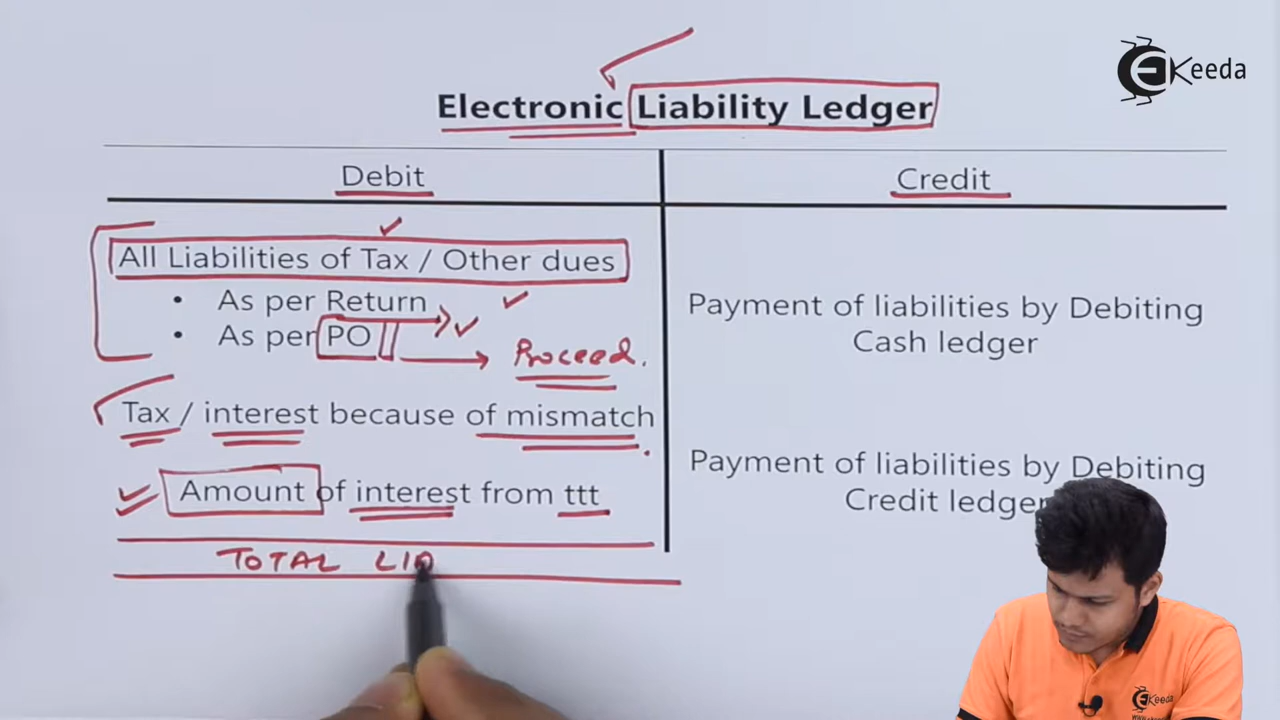 Ekeeda
Electronic Liability Ledger
Debit
Credit
All Liabilities of Tax / Other dues
• As per Return
• As per PO
Proceed.
Tax / interest because of mismatch
Amount of interest from ttt
TOTAL LIA
Payment of liabilities by Debiting
Cash ledger
Payment of liabilities by Debiting
Credit ledger
Ekeeda